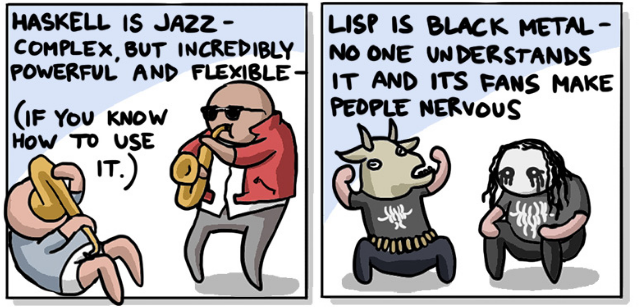 HASKELL IS JAZZ -
COMPLEX, BUT INCREDIBLY
POWERFUL AND FLEXIBLE -
(IF YOU KNOW
HOW TO USE
IT.)
LISP IS BLACK METAL -
NO ONE UNDERSTANDS
IT AND ITS FANS MAKE
PEOPLE NERVOUS